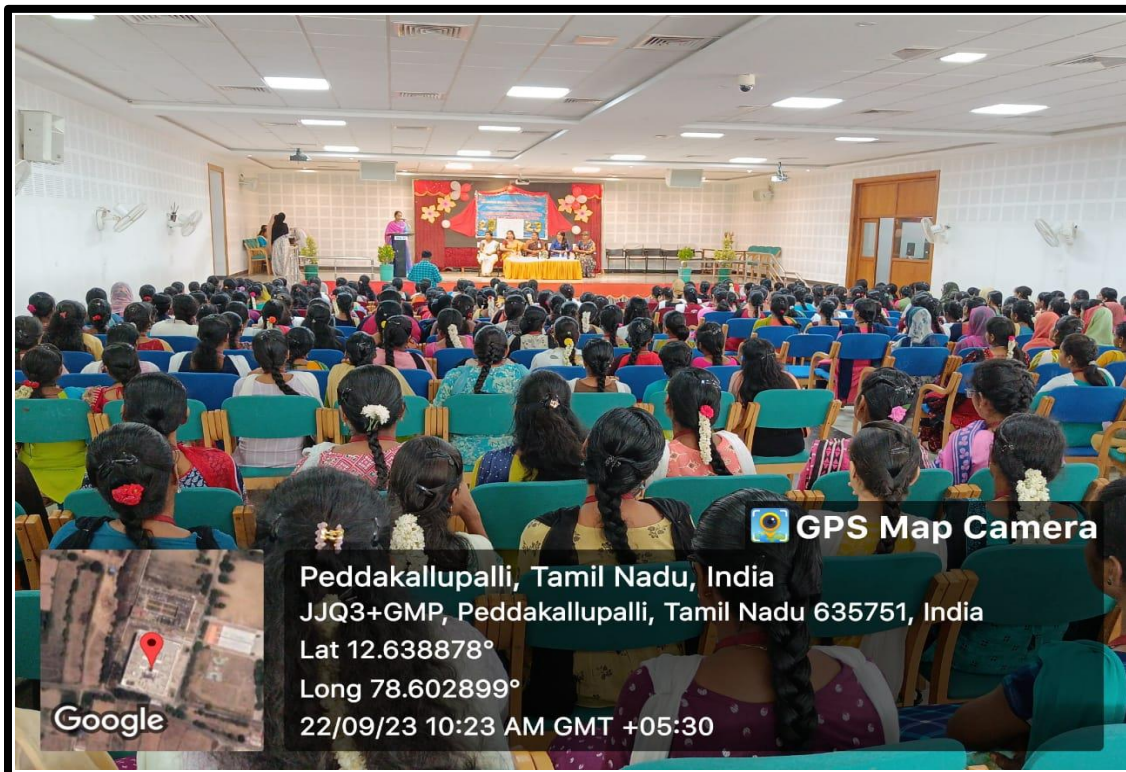 GPS Map Camera
Peddakallupalli, Tamil Nadu, India
JJQ3+GMP, Peddakallupalli, Tamil Nadu 635751, India
Lat 12.638878°
Long 78.602899°
22/09/23 10:23 AM GMT +05:30
Google